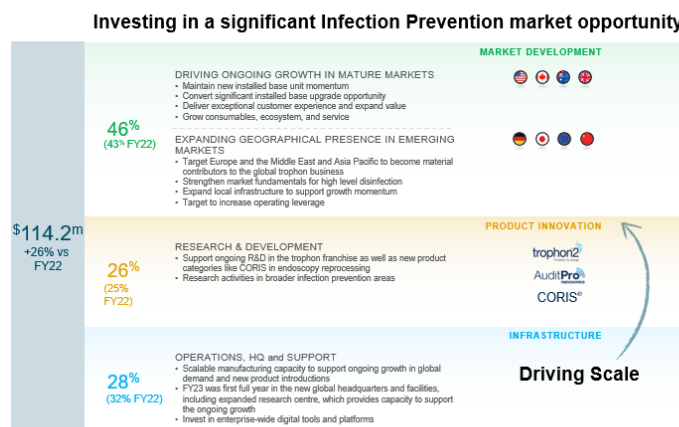 Investing in a significant Infection Prevention market opportunity
MARKET DEVELOPMENT
DRIVING ONGOING GROWTH IN MATURE MARKETS
• Maintain new installed base unit momentum
• Convert significant installed base upgrade opportunity
• Deliver exceptional customer experience and expand value
• Grow consumables, ecosystem, and service
46%
(43% FY22)
EXPANDING GEOGRAPHICAL PRESENCE IN EMERGING
MARKETS
• Target Europe and the Middle East and Asia Pacific to become material
contributors to the global trophon business
• Strengthen market fundamentals for high level disinfection
• Expand local infrastructure to support growth momentum
• Target to increase operating leverage
$114.2m
+26% vs
FY22
PRODUCT INNOVATION
RESEARCH & DEVELOPMENT
• Support ongoing R&D in the trophon franchise as well as new product
categories like CORIS in endoscopy reprocessing
• Research activities in broader infection prevention areas
26%
(25%
FY22)
trophon2
AuditPro
nanosonics
CORIS
INFRASTRUCTURE
OPERATIONS, HQ and SUPPORT
• Scalable manufacturing capacity to support ongoing growth in global
demand and new product introductions
• FY23 was first full year in the new global headquarters and facilities,
including expanded research centre, which provides capacity to support
the ongoing growth
• Invest in enterprise-wide digital tools and platforms
28%
(32% FY22)
Driving Scale